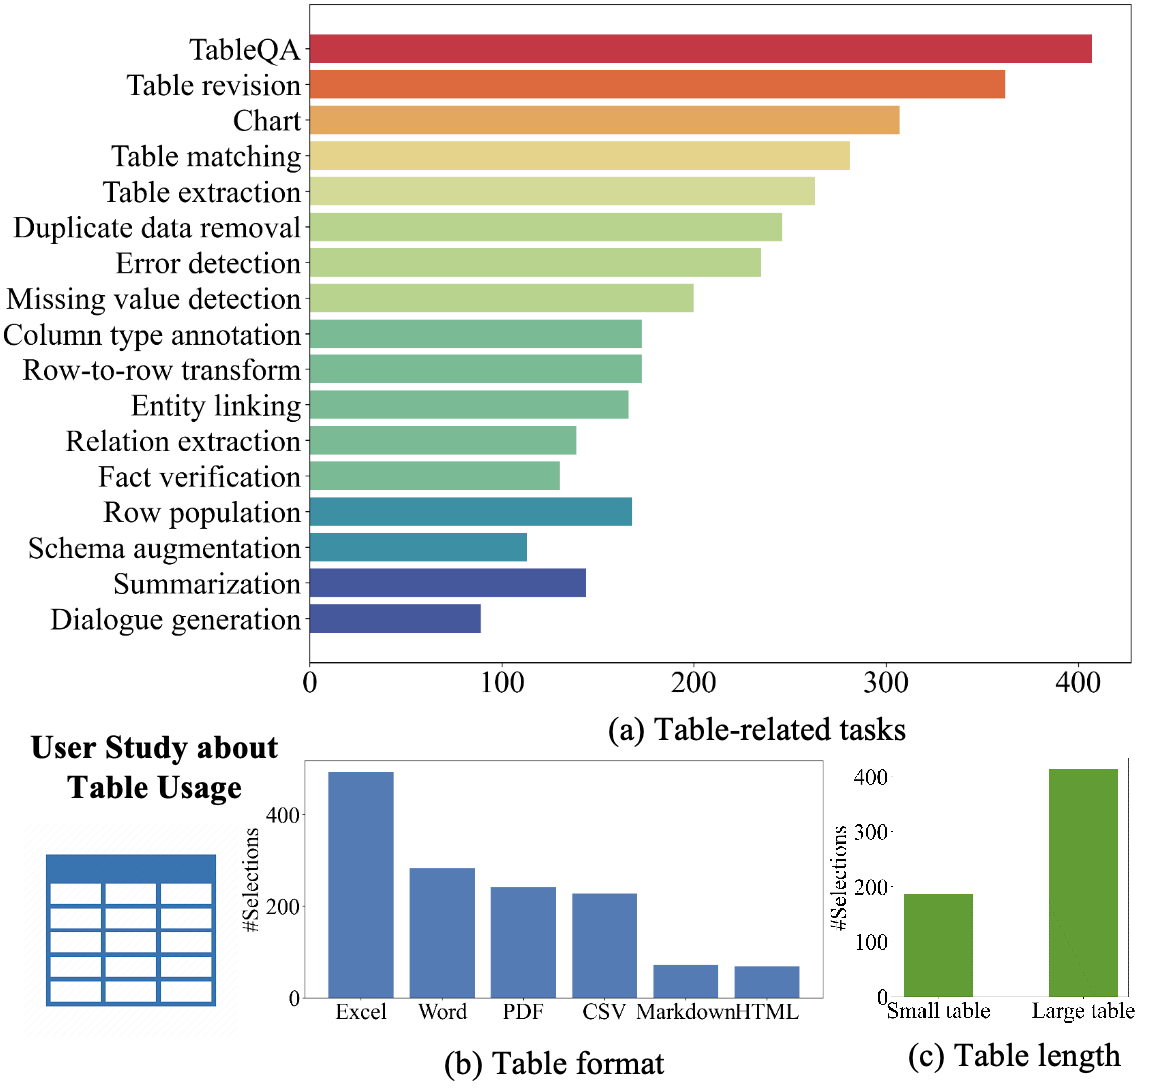 TableQA
Table revision
Chart
Table matching
Table extraction
Duplicate data removal
Error detection
Missing value detection
Column type annotation
Row-to-row transform
Entity linking
Relation extraction
Fact verification
Row population
Schema augmentation
Summarization
Dialogue generation
0 100 200 300 400
(a) Table-related tasks
User Study about
Table Usage
#Selections
400
200
0
Excel Word PDF CSV Markdown HTML
(b) Table format
#Selections
400
300
200
100
0
Small table Large table
(c) Table length